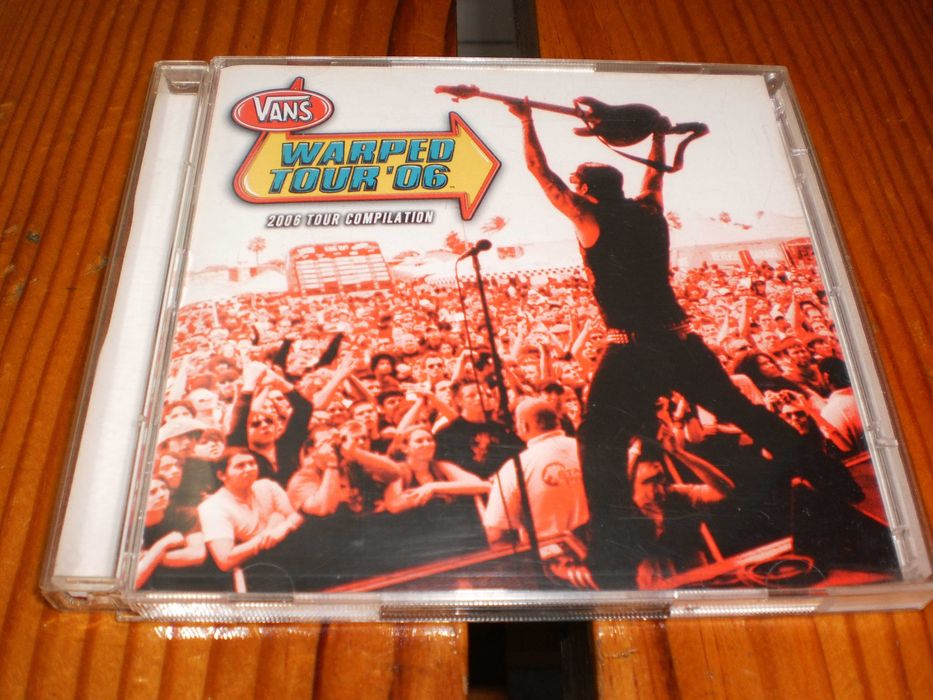 VANS
WARPED
TOUR '06
2006 TOUR COMPILATION